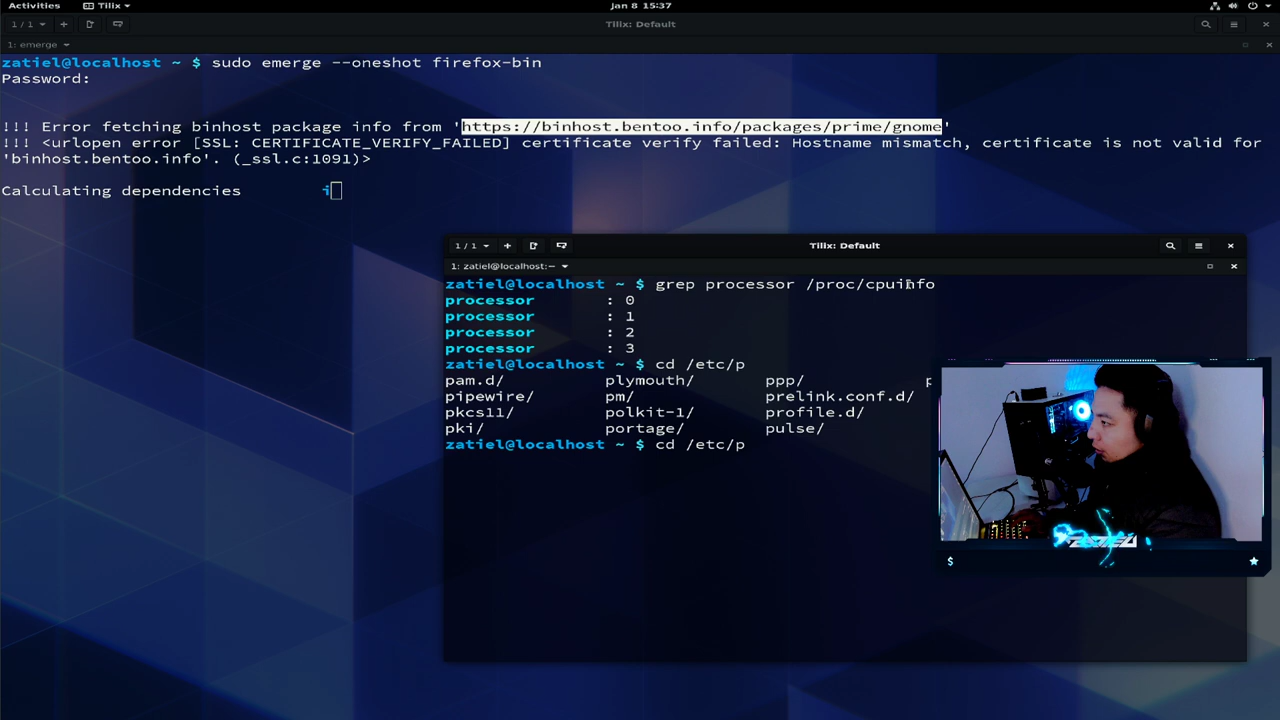 Activities
Tilix
Jan 8 15:37
1 / 1
Tilix: Default
1: emerge
zatiel@localhost ~ $ sudo emerge --oneshot firefox-bin
Password:
!!! Error fetching binhost package info from 'https://binhost.bentoo.info/packages/prime/gnome'
!!! <urlopen error [SSL: CERTIFICATE_VERIFY_FAILED] certificate verify failed: Hostname mismatch, certificate is not valid for
'binhost.bentoo.info'. (_ssl.c:1091)>
Calculating dependencies
1 / 1
Tilix: Default
1: zatiel@localhost:~
zatiel@localhost ~ $ grep processor /proc/cpuinfo
processor : 0
processor : 1
processor : 2
processor : 3
zatiel@localhost ~ $ cd /etc/p
pam.d/ plymouth/ ppp/ p
pipewire/ pm/ prelink.conf.d/
pkcs11/ polkit-1/ profile.d/
pki/ portage/ pulse/
zatiel@localhost ~ $ cd /etc/p
$